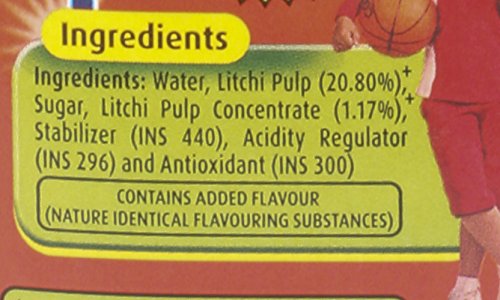 Ingredients
Ingredients: Water, Litchi Pulp (20.80%),+
Sugar, Litchi Pulp Concentrate (1.17%),+
Stabilizer (INS 440), Acidity Regulator
(INS 296) and Antioxidant (INS 300)
CONTAINS ADDED FLAVOUR
(NATURE IDENTICAL FLAVOURING SUBSTANCES)